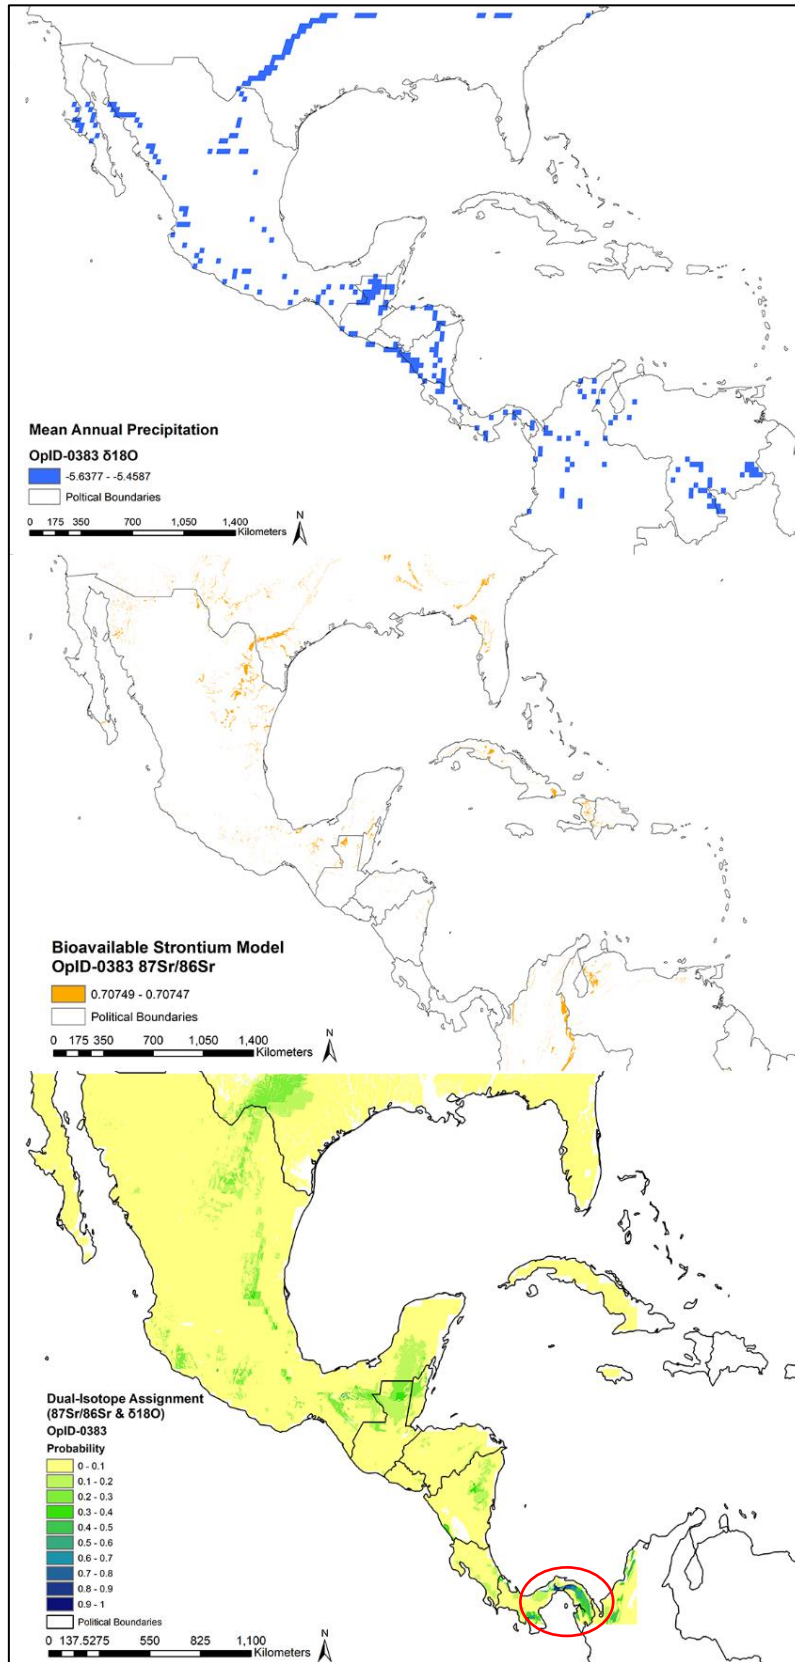 Mean Annual Precipitation
OpID-0383 δ18O
-5.6377 - -5.4587
Poltical Boundaries
N
0 175 350 700 1,050 1,400
Kilometers
Bioavailable Strontium Model
OpID-0383 87Sr/86Sr
0.70749 - 0.70747
Political Boundaries
N
0 175 350 700 1,050 1,400
Kilometers
Dual-Isotope Assignment
(87Sr/86Sr & δ18O)
OpID-0383
Probability
0 - 0.1
0.1 - 0.2
0.2 - 0.3
0.3 - 0.4
0.4 - 0.5
0.5 - 0.6
0.6 - 0.7
0.7 - 0.8
0.8 - 0.9
0.9 - 1
Political Boundaries
N
0 137.5275 550 825 1,100
Kilometers